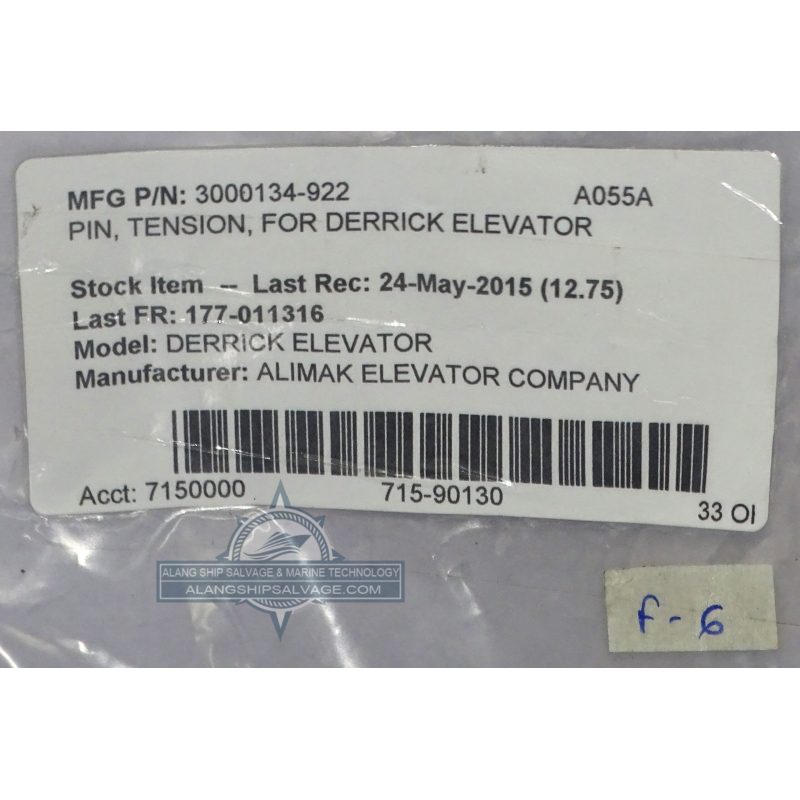 MFG P/N: 3000134-922 A055A
PIN, TENSION, FOR DERRICK ELEVATOR
Stock Item -- Last Rec: 24-May-2015 (12.75)
Last FR: 177-011316
Model: DERRICK ELEVATOR
Manufacturer: ALIMAK ELEVATOR COMPANY
Acct: 7150000 715-90130
33 OI
ALANG SHIP SALVAGE & MARINE TECHNOLOGY
ALANGSHIPSALVAGE.COM
F-6